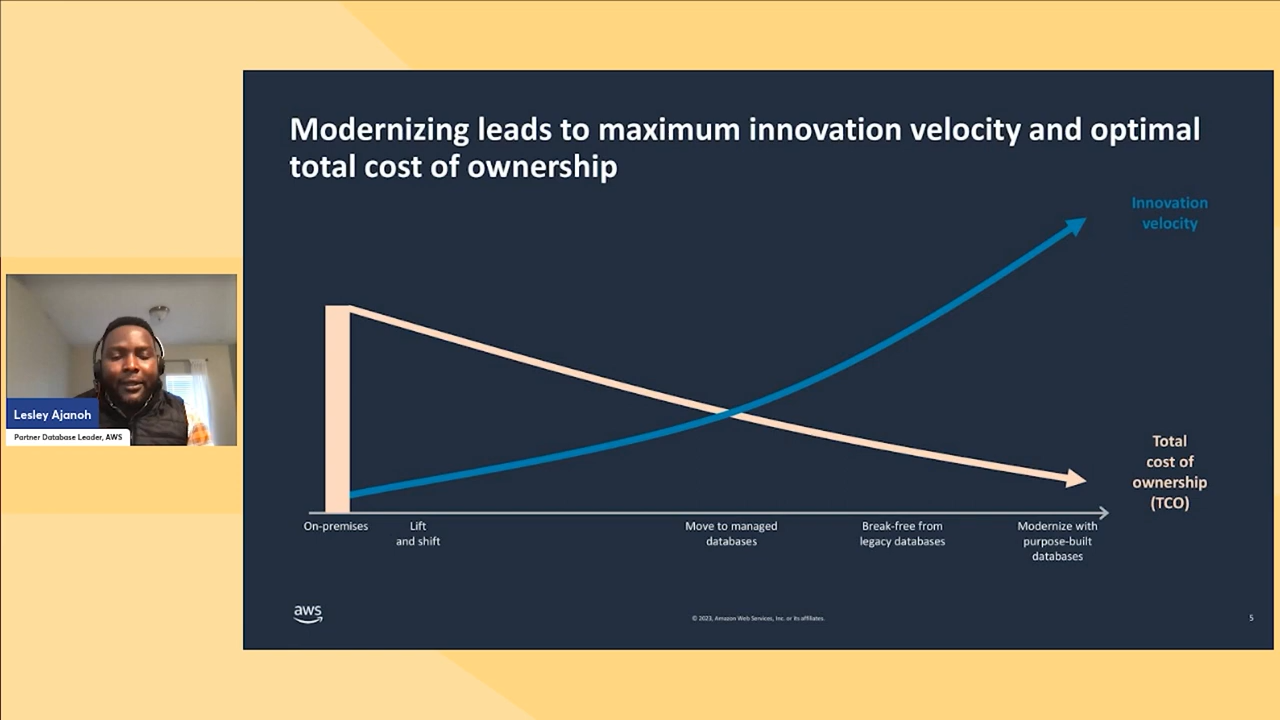 Modernizing leads to maximum innovation velocity and optimal
total cost of ownership
Innovation
velocity
Lesley Ajanoh
Partner Database Leader, AWS
Total
cost of
ownership
(TCO)
On-premises
Lift
and shift
Move to managed
databases
Break-free from
legacy databases
Modernize with
purpose-built
databases
aws
© 2023, Amazon Web Services, Inc. or its affiliates.
5